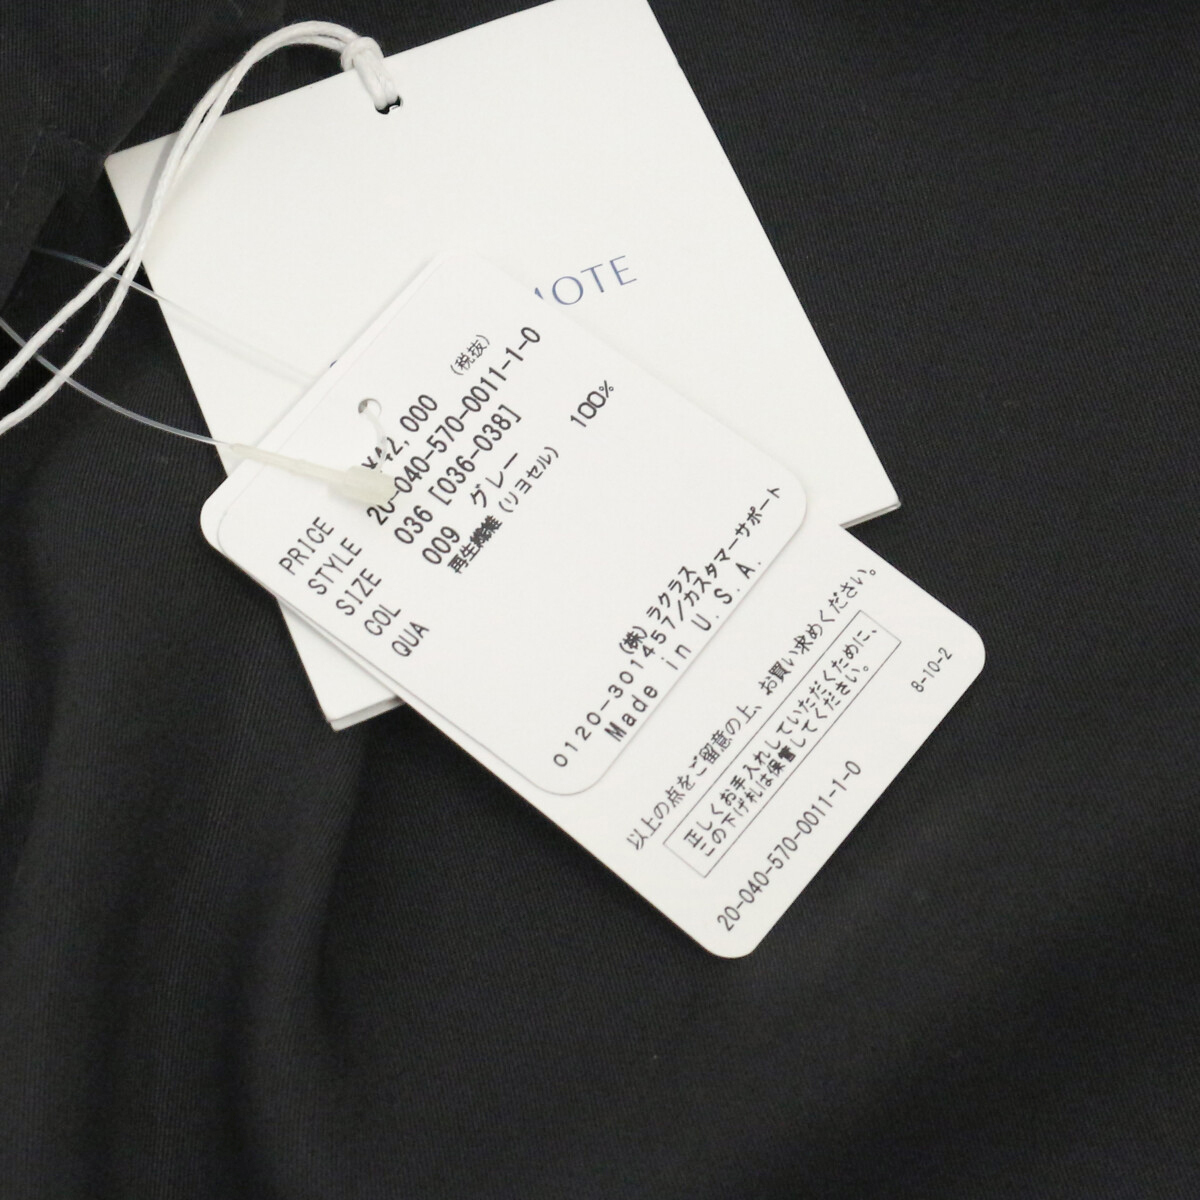 MOTE
PRICE ¥42,000 (税抜)
STYLE 20-040-570-0011-1-0
SIZE 036 [036-038]
COL 009 グレー
QUA 再生繊維 (リヨセル) 100%
(株) ラクラス
0120-301457/カスタマーサポート
Made in U.S.A.
以上の点をご留意の上、お買い求めください。
正しくお手入れしていただくために、
この下げ札は保管してください。
8-10-2
20-040-570-0011-1-0